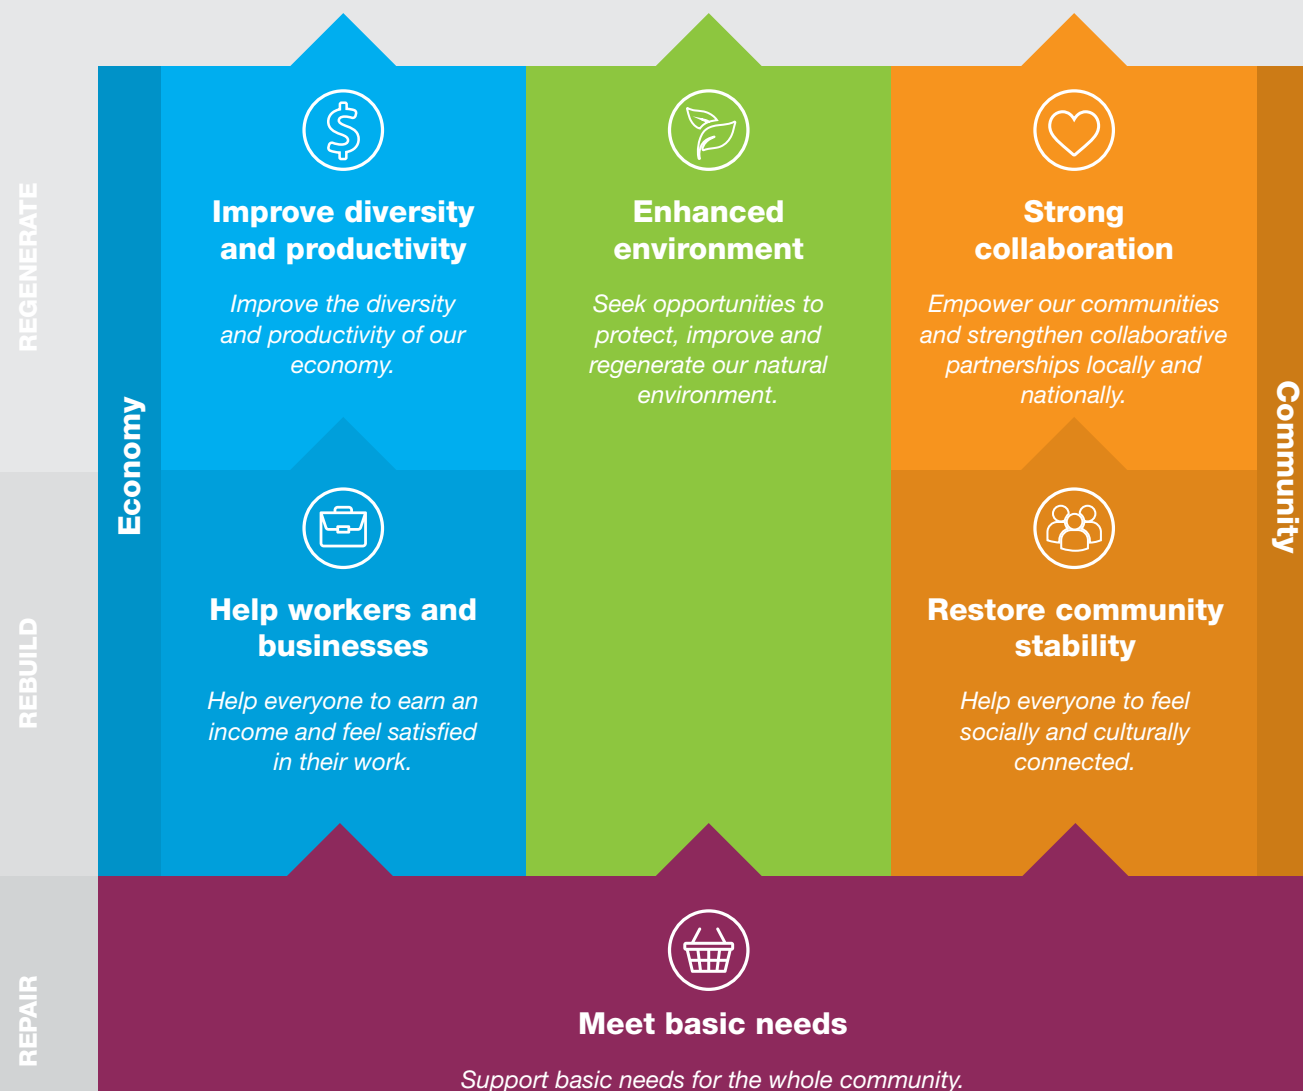 REGENERATE
Economy
Improve diversity
and productivity
Improve the diversity
and productivity of our
economy.
Enhanced
environment
Seek opportunities to
protect, improve and
regenerate our natural
environment.
Strong
collaboration
Empower our communities
and strengthen collaborative
partnerships locally and
nationally.
Community
REBUILD
Help workers and
businesses
Help everyone to earn an
income and feel satisfied
in their work.
Restore community
stability
Help everyone to feel
socially and culturally
connected.
REPAIR
Meet basic needs
Support basic needs for the whole community.